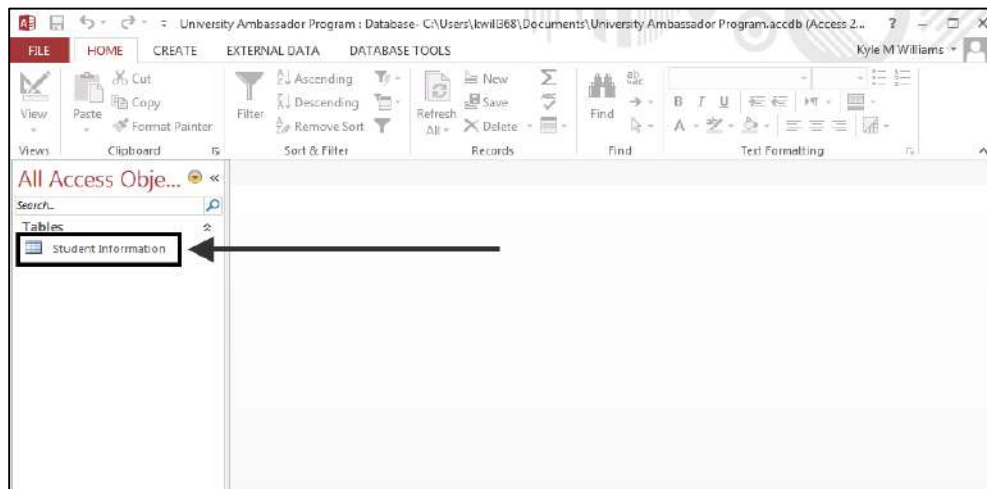 University Ambassador Program : Database- C:\Users\kwill368\Documents\University Ambassador Program.accdb (Access 2... ?
FILE HOME CREATE EXTERNAL DATA DATABASE TOOLS Kyle M Williams
View
Paste
Cut
Copy
Format Painter
Filter
Ascending
Descending
Remove Sort
Refresh
All
New
Save
Delete
Σ
ABC
Find
B I U
A
Views Clipboard Sort & Filter Records Find Text Formatting
All Access Obje... «
Search...
Tables
Student Information